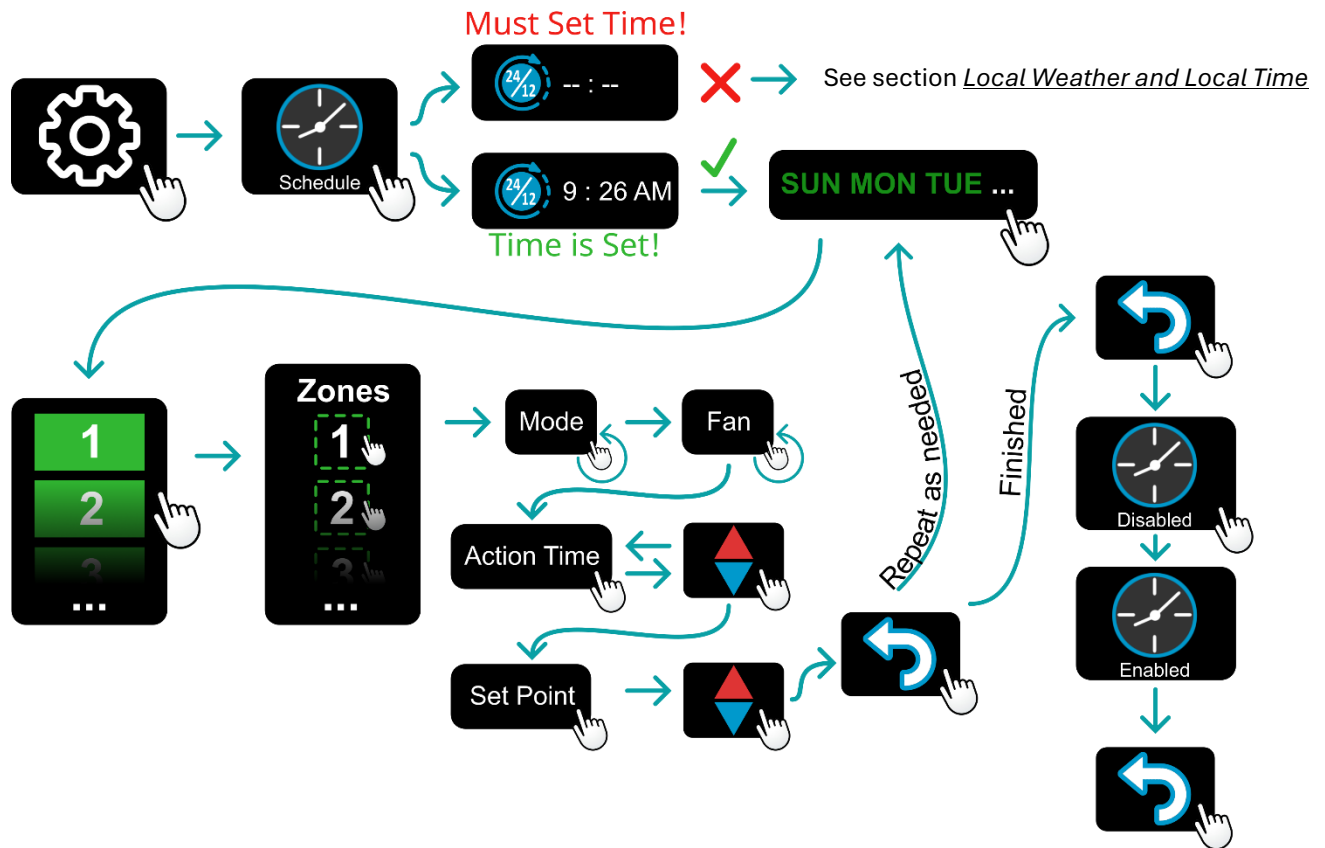 Must Set Time!
24/12 -- : --
See section Local Weather and Local Time
Schedule
24/12 9 : 26 AM
SUN MON TUE ...
Time is Set!
1
2
3
...
Zones
1
2
3
...
Mode
Fan
Action Time
Set Point
Repeat as needed
Finished
Disabled
Enabled